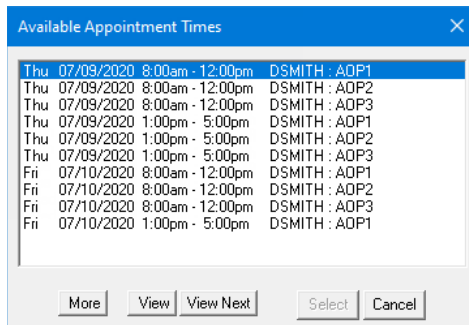 Available Appointment Times
Thu 07/09/2020 8:00am - 12:00pm DSMITH : AOP1
Thu 07/09/2020 8:00am - 12:00pm DSMITH : AOP2
Thu 07/09/2020 8:00am - 12:00pm DSMITH : AOP3
Thu 07/09/2020 1:00pm - 5:00pm DSMITH : AOP1
Thu 07/09/2020 1:00pm - 5:00pm DSMITH : AOP2
Thu 07/09/2020 1:00pm - 5:00pm DSMITH : AOP3
Fri 07/10/2020 8:00am - 12:00pm DSMITH : AOP1
Fri 07/10/2020 8:00am - 12:00pm DSMITH : AOP2
Fri 07/10/2020 8:00am - 12:00pm DSMITH : AOP3
Fri 07/10/2020 1:00pm - 5:00pm DSMITH : AOP1
More View View Next Select Cancel